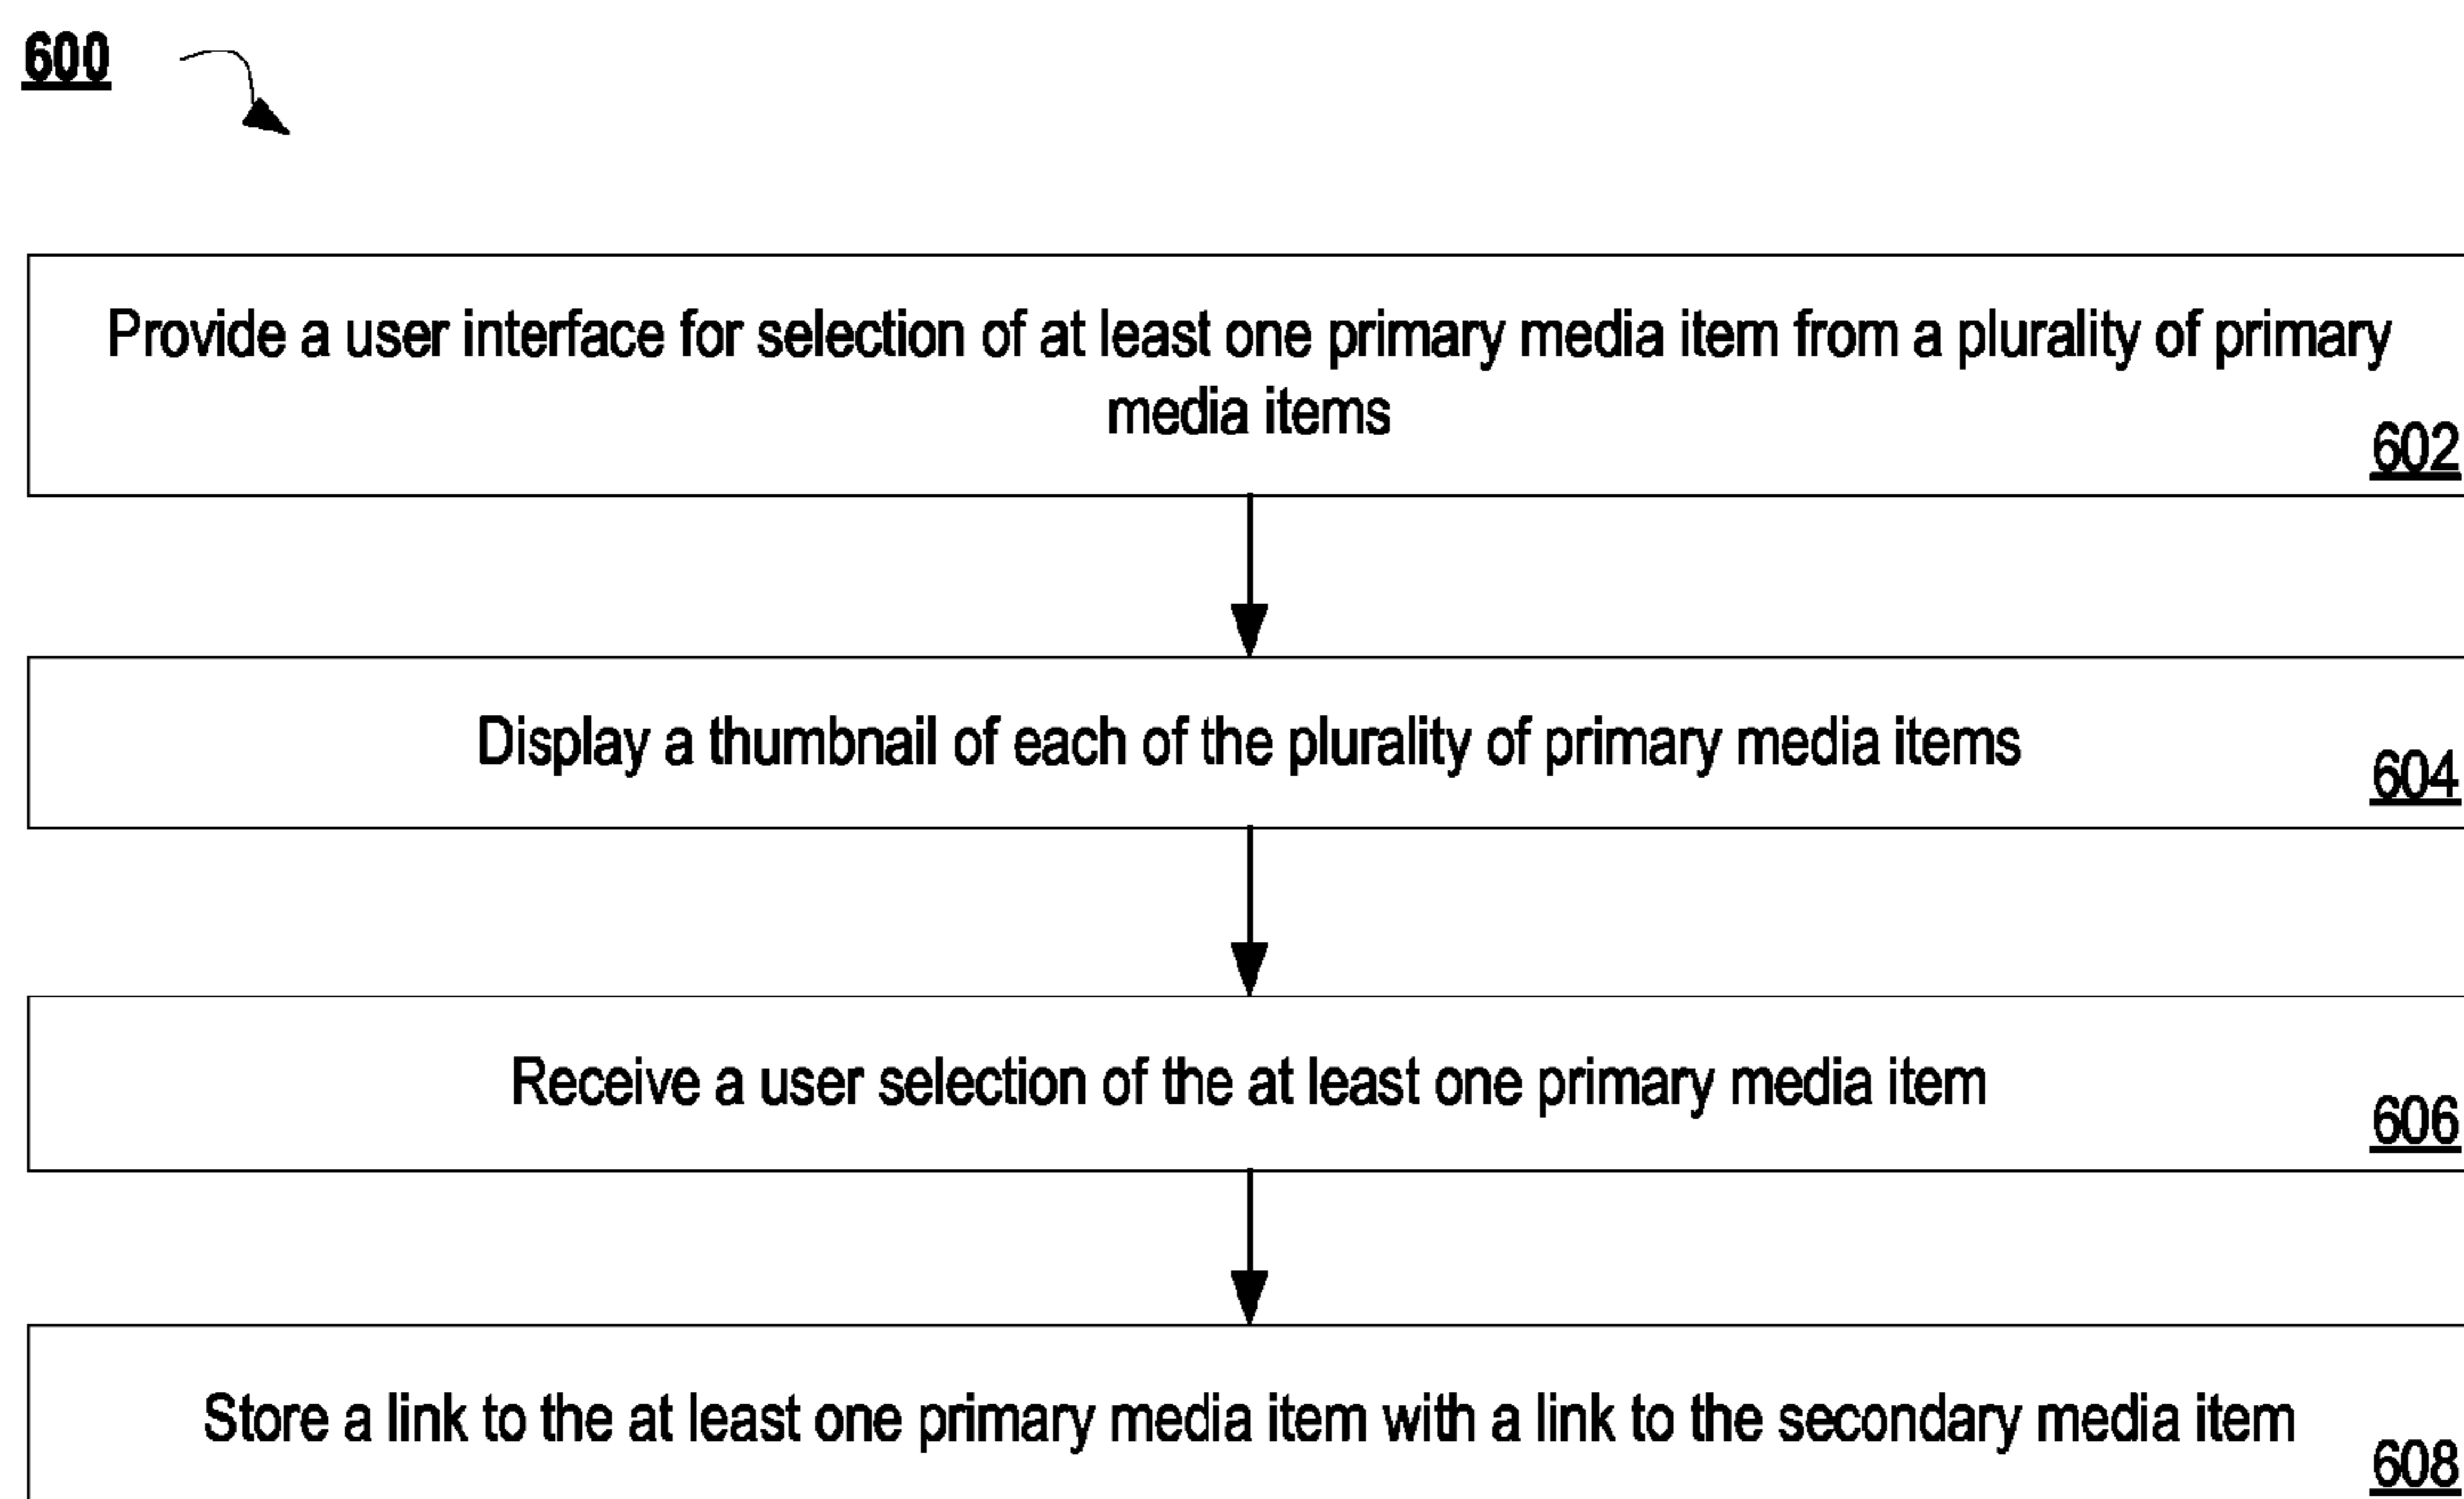 600
Provide a user interface for selection of at least one primary media item from a plurality of primary
media items
602
Display a thumbnail of each of the plurality of primary media items
604
Receive a user selection of the at least one primary media item
606
Store a link to the at least one primary media item with a link to the secondary media item
608